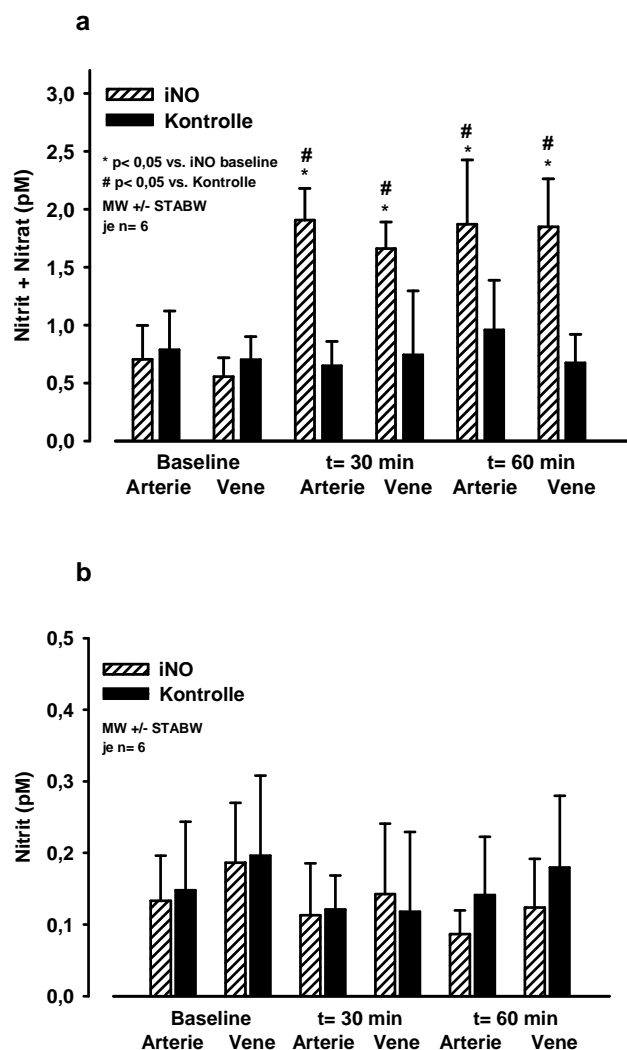 a
3,0
2,5
2,0
1,5
1,0
0,5
0,0
Nitrit + Nitrat (pM)
iNO
Kontrolle
* p< 0,05 vs. iNO baseline
# p< 0,05 vs. Kontrolle
MW +/- STABW
je n= 6
#
*
#
*
#
*
#
*
Baseline t= 30 min t= 60 min
Arterie Vene Arterie Vene Arterie Vene
b
0,5
0,4
0,3
0,2
0,1
0,0
Nitrit (pM)
iNO
Kontrolle
MW +/- STABW
je n= 6
Baseline t= 30 min t= 60 min
Arterie Vene Arterie Vene Arterie Vene